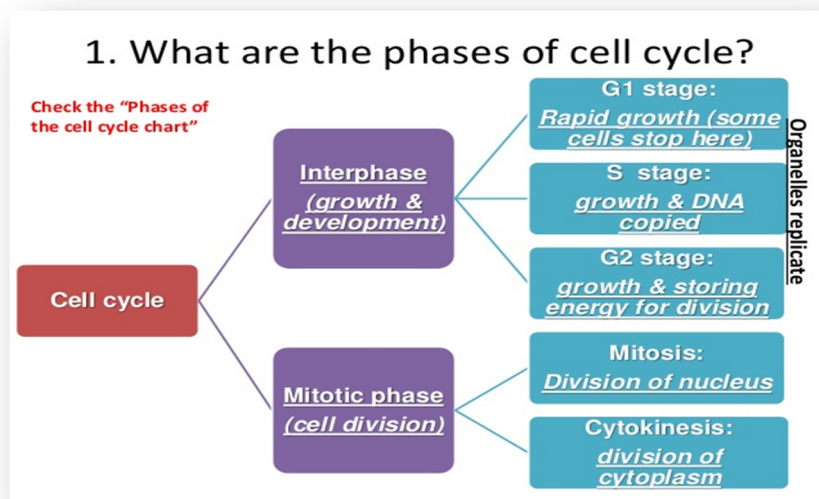 1. What are the phases of cell cycle?
Check the “Phases of
the cell cycle chart”
Cell cycle
Interphase
(growth &
development)
G1 stage:
Rapid growth (some
cells stop here)
S stage:
growth & DNA
copied
G2 stage:
growth & storing
energy for division
Organelles replicate
Mitotic phase
(cell division)
Mitosis:
Division of nucleus
Cytokinesis:
division of
cytoplasm